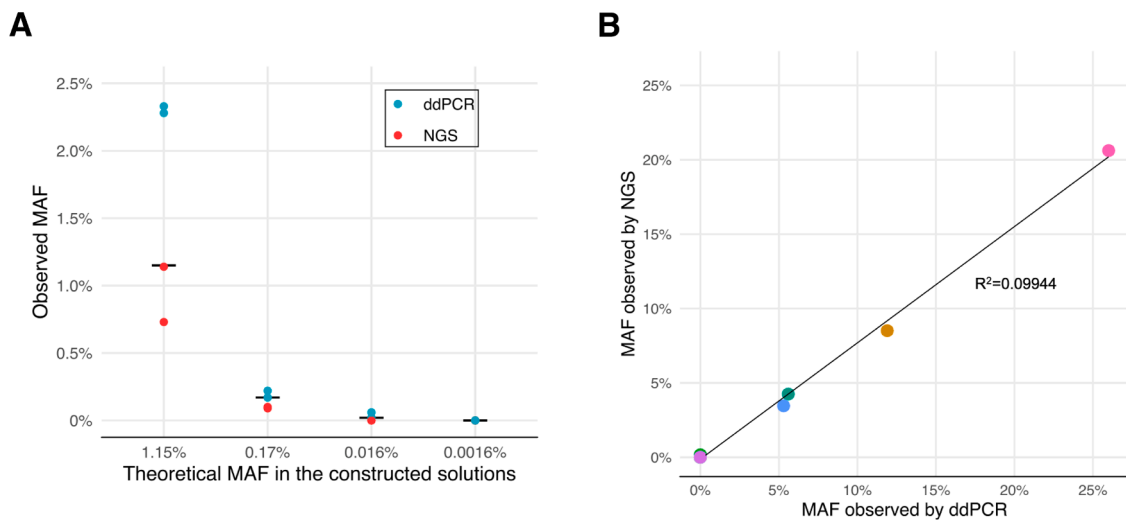 A
Observed MAF
2.5%
2.0%
1.5%
1.0%
0.5%
0%
ddPCR
NGS
1.15%
0.17%
0.016%
0.0016%
Theoretical MAF in the constructed solutions
B
MAF observed by NGS
25%
20%
15%
10%
5%
0%
R²=0.09944
0%
5%
10%
15%
20%
25%
MAF observed by ddPCR